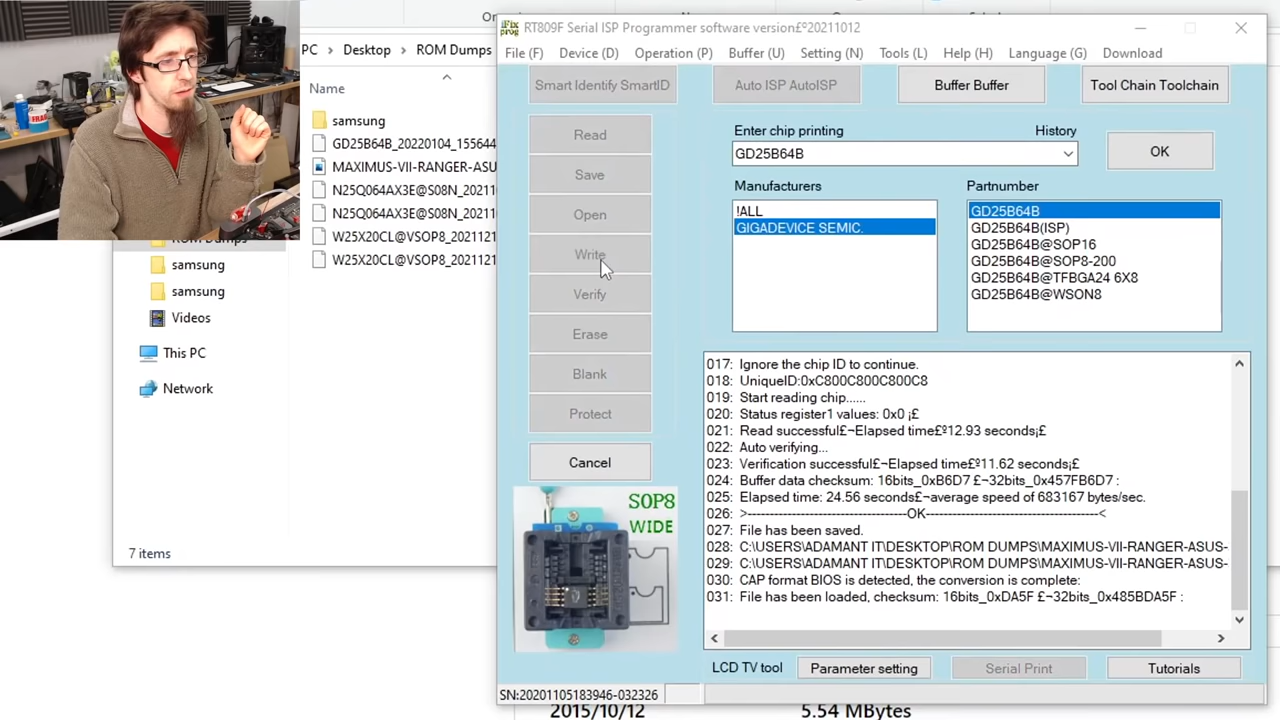 RT809F Serial ISP Programmer software version£º20211012
File (F) Device (D) Operation (P) Buffer (U) Setting (N) Tools (L) Help (H) Language (G) Download
PC Desktop ROM Dumps
Name
samsung
GD25B64B_20220104_155644
MAXIMUS-VII-RANGER-ASU
N25Q064AX3E@S08N_20211
N25Q064AX3E@S08N_20211
W25X20CL@VSOP8_2021121
W25X20CL@VSOP8_2021121
samsung
samsung
Videos
This PC
Network
7 items
Smart Identify SmartID
Auto ISP AutoISP
Buffer Buffer
Tool Chain Toolchain
Read
Save
Open
Write
Verify
Erase
Blank
Protect
Cancel
SOP8
WIDE
Enter chip printing
History
GD25B64B
OK
Manufacturers
!ALL
GIGADEVICE SEMIC.
Partnumber
GD25B64B
GD25B64B(ISP)
GD25B64B@SOP16
GD25B64B@SOP8-200
GD25B64B@TFBGA24 6X8
GD25B64B@WSON8
017: Ignore the chip ID to continue.
018: UniqueID:0xC800C800C800C8
019: Start reading chip......
020: Status register1 values: 0x0 ¡£
021: Read successful£¬Elapsed time£º12.93 seconds¡£
022: Auto verifying...
023: Verification successful£¬Elapsed time£º11.62 seconds¡£
024: Buffer data checksum: 16bits_0xB6D7 £¬32bits_0x457FB6D7 :
025: Elapsed time: 24.56 seconds£¬average speed of 683167 bytes/sec.
026: >-----------------------------------OK-----------------------------------<
027: File has been saved.
028: C:\USERS\ADAMANT IT\DESKTOP\ROM DUMPS\MAXIMUS-VII-RANGER-ASUS-
029: C:\USERS\ADAMANT IT\DESKTOP\ROM DUMPS\MAXIMUS-VII-RANGER-ASUS-
030: CAP format BIOS is detected, the conversion is complete:
031: File has been loaded, checksum: 16bits_0xDA5F £¬32bits_0x485BDA5F :
LCD TV tool
Parameter setting
Serial Print
Tutorials
SN:20201105183946-032326
2015/10/12
5.54 MBytes